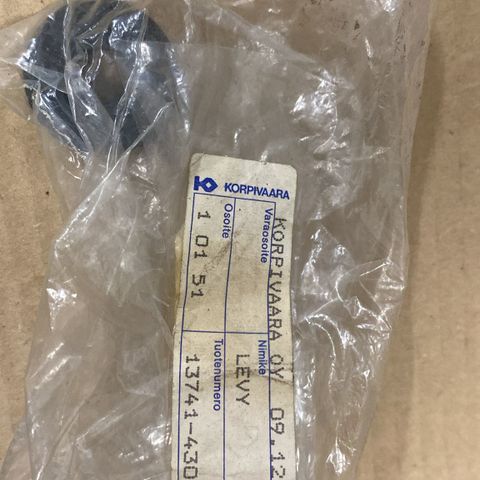 KORPIVAARA
KORPIVAARA OY 09.12
Varaosoite Nimike
LEVY
Osoite Tuotenumero
1 01 51 13741-430